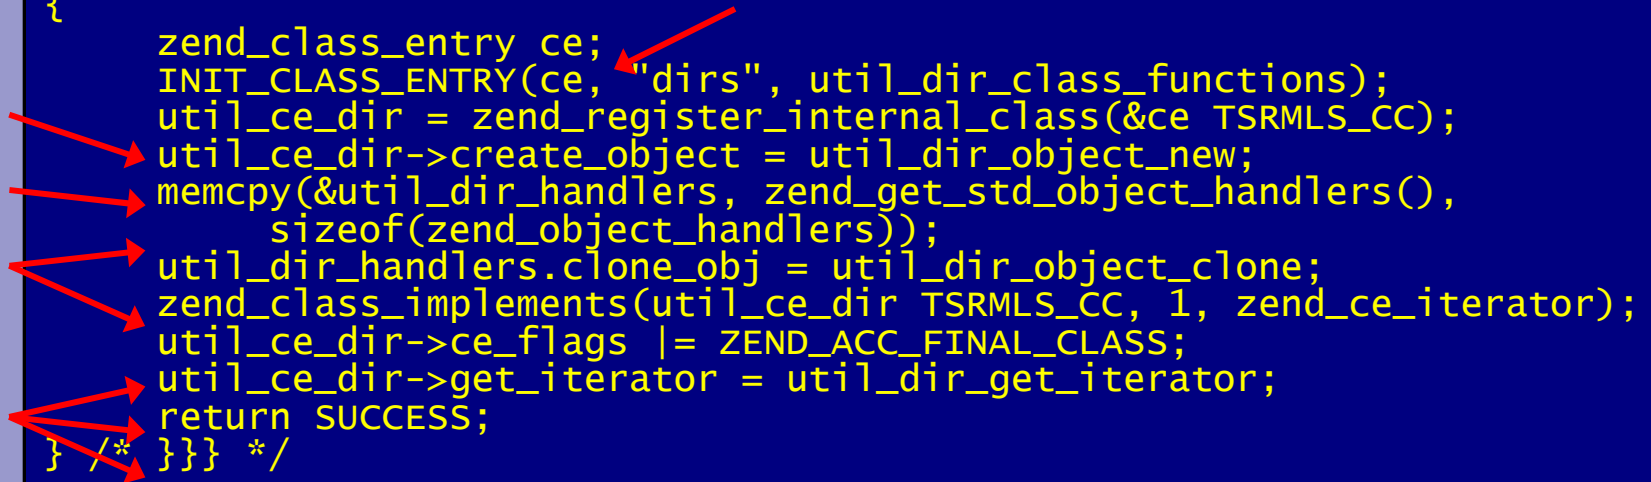 {
zend_class_entry ce;
INIT_CLASS_ENTRY(ce, "dirs", util_dir_class_functions);
util_ce_dir = zend_register_internal_class(&ce TSRMLS_CC);
util_ce_dir->create_object = util_dir_object_new;
memcpy(&util_dir_handlers, zend_get_std_object_handlers(),
sizeof(zend_object_handlers));
util_dir_handlers.clone_obj = util_dir_object_clone;
zend_class_implements(util_ce_dir TSRMLS_CC, 1, zend_ce_iterator);
util_ce_dir->ce_flags |= ZEND_ACC_FINAL_CLASS;
util_ce_dir->get_iterator = util_dir_get_iterator;
return SUCCESS;
} /* }}} */